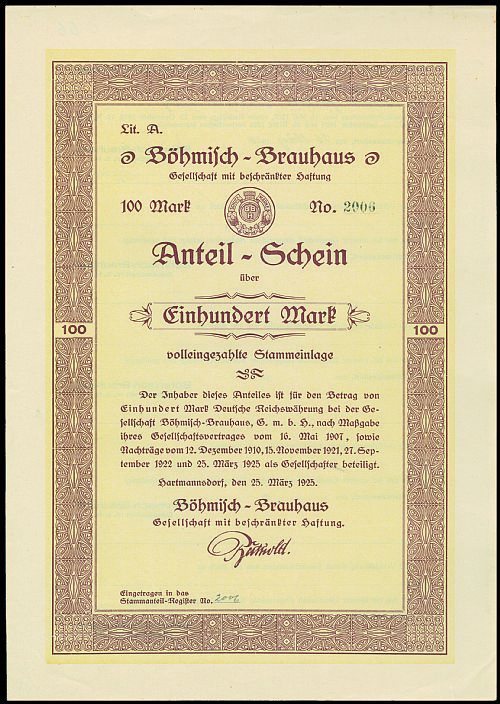 Lit. A.
Böhmisch - Brauhaus
Gesellschaft mit beschränkter Haftung
100 Mark No. 2006
Anteil - Schein
über
Einhundert Mark
100 100
volleingezahlte Stammeinlage
Der Inhaber dieses Anteiles ist für den Betrag von
Einhundert Mark Deutsche Reichswährung bei der Ge-
sellschaft Böhmisch-Brauhaus, G. m. b. H., nach Maßgabe
ihres Gesellschaftsvertrages vom 16. Mai 1907, sowie
Nachträge vom 12. Dezember 1910, 15. November 1921, 27. Sep-
tember 1922 und 25. März 1925 als Gesellschafter beteiligt.
Hartmannsdorf, den 25. März 1925.
Böhmisch - Brauhaus
Gesellschaft mit beschränkter Haftung.
Eingetragen in das
Stammanteil-Register No. 2006